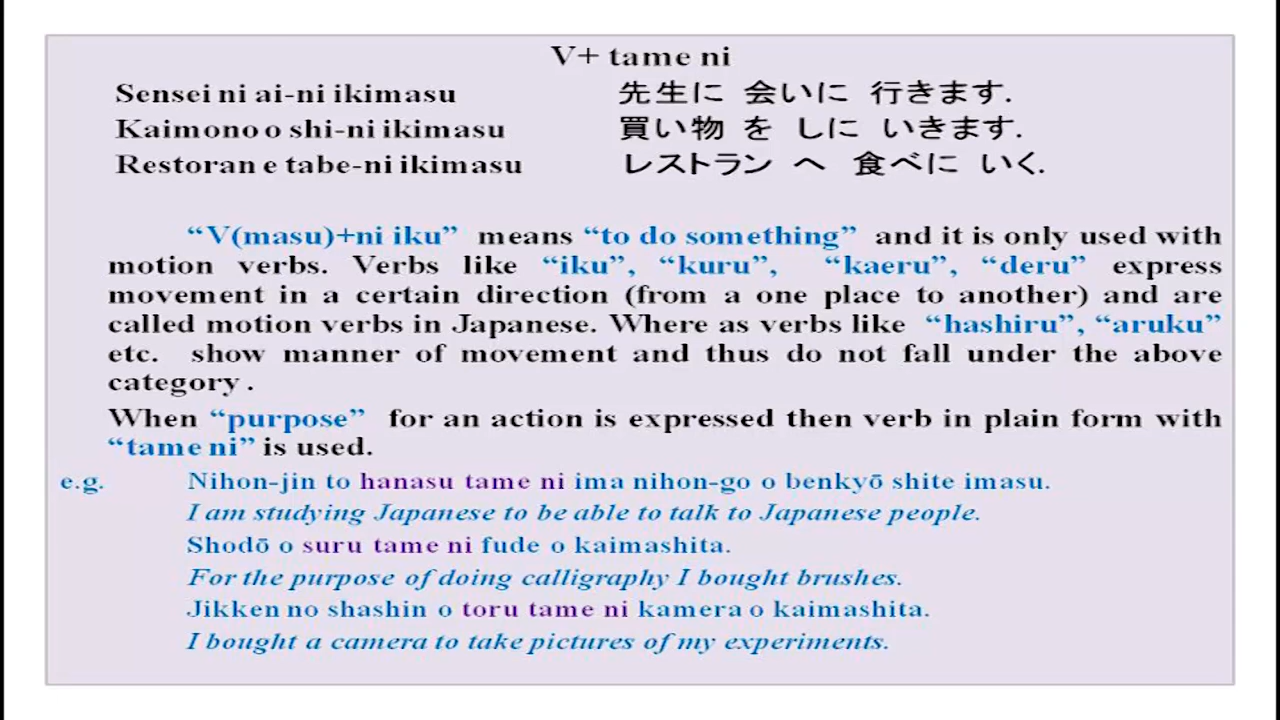 V+ tame ni
Sensei ni ai-ni ikimasu 先生に 会いに 行きます.
Kaimono o shi-ni ikimasu 買い物 を しに いきます.
Restoran e tabe-ni ikimasu レストラン へ 食べに いく.
“V(masu)+ni iku” means “to do something” and it is only used with
motion verbs. Verbs like “iku”, “kuru”, “kaeru”, “deru” express
movement in a certain direction (from a one place to another) and are
called motion verbs in Japanese. Where as verbs like “hashiru”, “aruku”
etc. show manner of movement and thus do not fall under the above
category .
When “purpose” for an action is expressed then verb in plain form with
“tame ni” is used.
e.g. Nihon-jin to hanasu tame ni ima nihon-go o benkyō shite imasu.
I am studying Japanese to be able to talk to Japanese people.
Shodō o suru tame ni fude o kaimashita.
For the purpose of doing calligraphy I bought brushes.
Jikken no shashin o toru tame ni kamera o kaimashita.
I bought a camera to take pictures of my experiments.